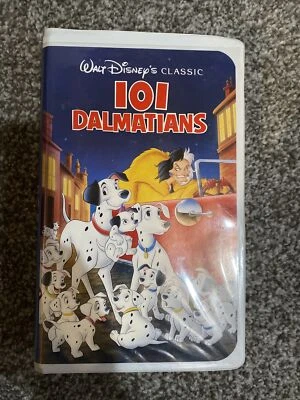 WALT DISNEY'S CLASSIC
101
DALMATIANS